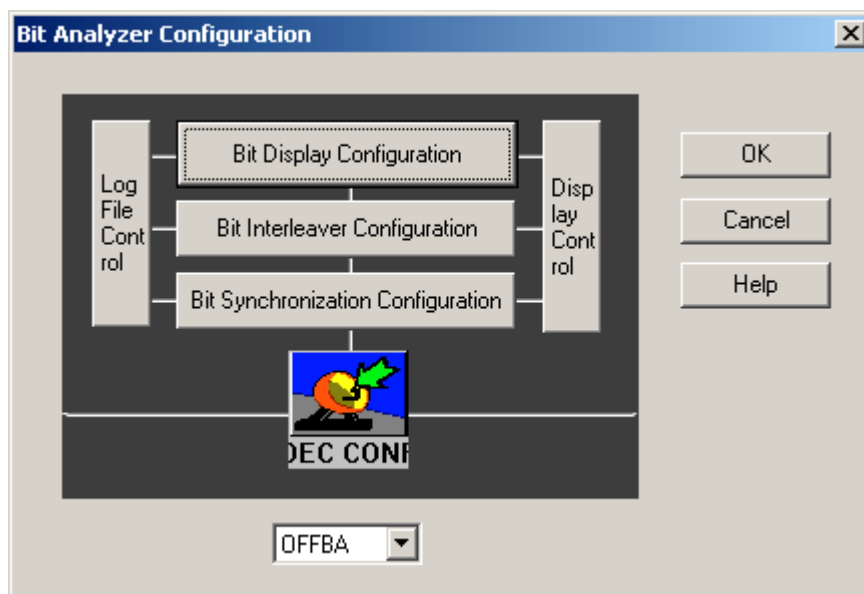 Bit Analyzer Configuration
Log
File
Cont
rol
Bit Display Configuration
Bit Interleaver Configuration
Bit Synchronization Configuration
Disp
lay
Cont
rol
OK
Cancel
Help
DEC CONF
OFFBA